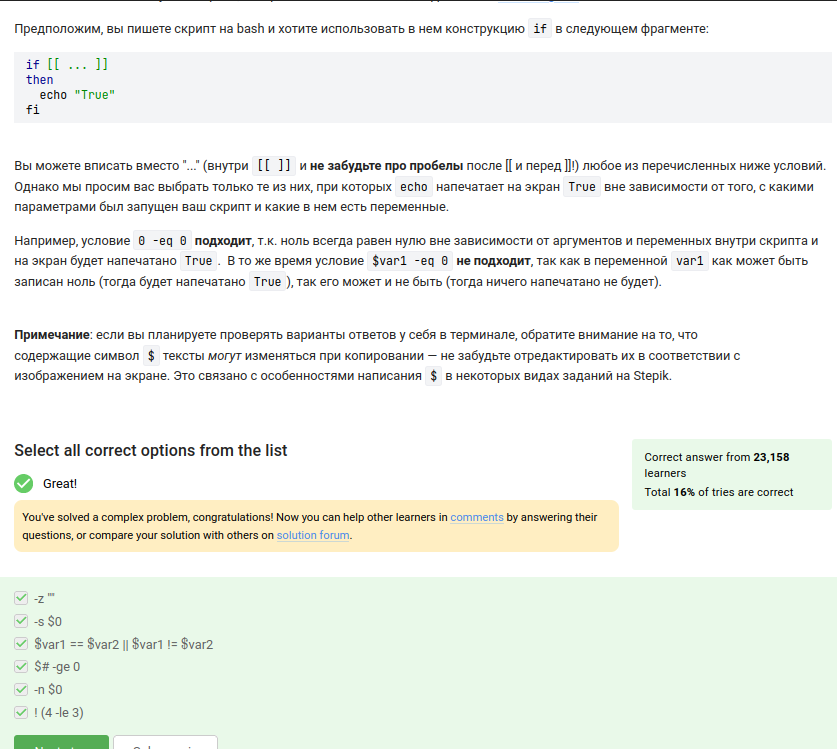 Предположим, вы пишете скрипт на bash и хотите использовать в нем конструкцию if в следующем фрагменте:
if [[ ... ]]
then
  echo "True"
fi
Вы можете вписать вместо "..." (внутри [[ ]] и не забудьте про пробелы после [[ и перед ]]!) любое из перечисленных ниже условий.
Однако мы просим вас выбрать только те из них, при которых echo напечатает на экран True вне зависимости от того, с какими
параметрами был запущен ваш скрипт и какие в нем есть переменные.
Например, условие 0 -eq 0 подходит, т.к. ноль всегда равен нулю вне зависимости от аргументов и переменных внутри скрипта и
на экран будет напечатано True . В то же время условие $var1 -eq 0 не подходит, так как в переменной var1 как может быть
записан ноль (тогда будет напечатано True ), так его может и не быть (тогда ничего напечатано не будет).
Примечание: если вы планируете проверять варианты ответов у себя в терминале, обратите внимание на то, что
содержащие символ $ тексты могут изменяться при копировании — не забудьте отредактировать их в соответствии с
изображением на экране. Это связано с особенностями написания $ в некоторых видах заданий на Stepik.
Select all correct options from the list
Correct answer from 23,158
learners
Total 16% of tries are correct
Great!
You've solved a complex problem, congratulations! Now you can help other learners in comments by answering their
questions, or compare your solution with others on solution forum.
-z ""
-s $0
$var1 == $var2 || $var1 != $var2
$# -ge 0
-n $0
! (4 -le 3)